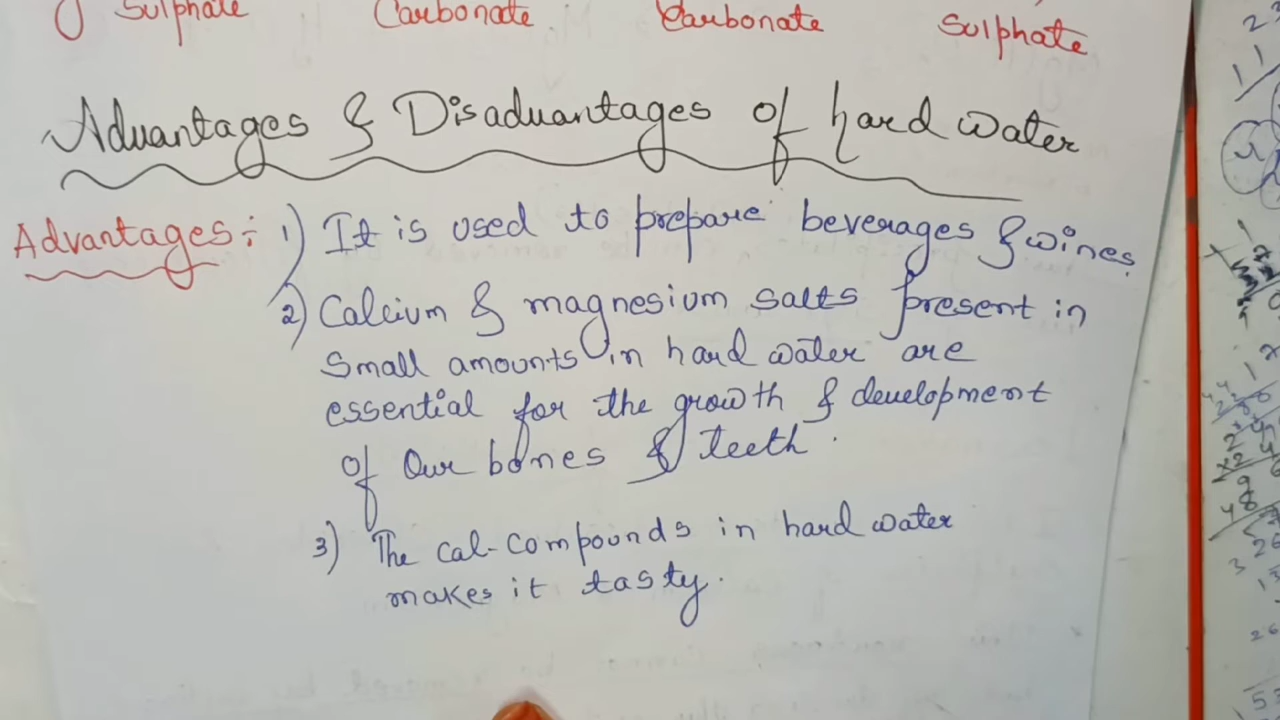 Sulphate Carbonate Carbonate Sulphate
Advantages & Disadvantages of hard water
Advantages:- 1) It is used to prepare beverages & wines.
2) Calcium & magnesium salts present in
small amounts in hard water are
essential for the growth & development
of our bones & teeth.
3) The cal-compounds in hard water
makes it tasty.